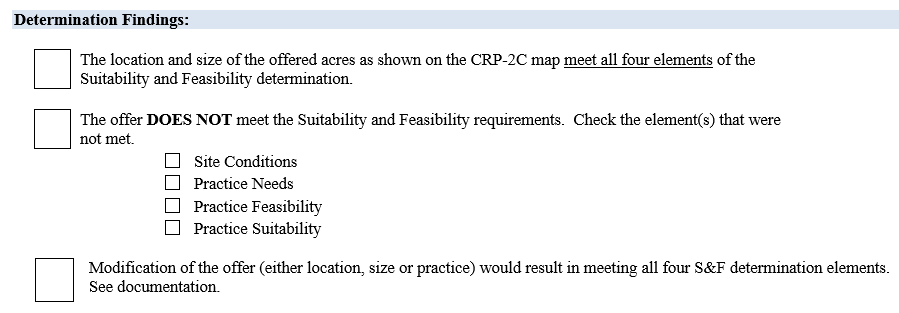 Determination Findings:
The location and size of the offered acres as shown on the CRP-2C map meet all four elements of the
Suitability and Feasibility determination.
The offer DOES NOT meet the Suitability and Feasibility requirements.  Check the element(s) that were
not met.
Site Conditions
Practice Needs
Practice Feasibility
Practice Suitability
Modification of the offer (either location, size or practice) would result in meeting all four S&F determination elements.
See documentation.